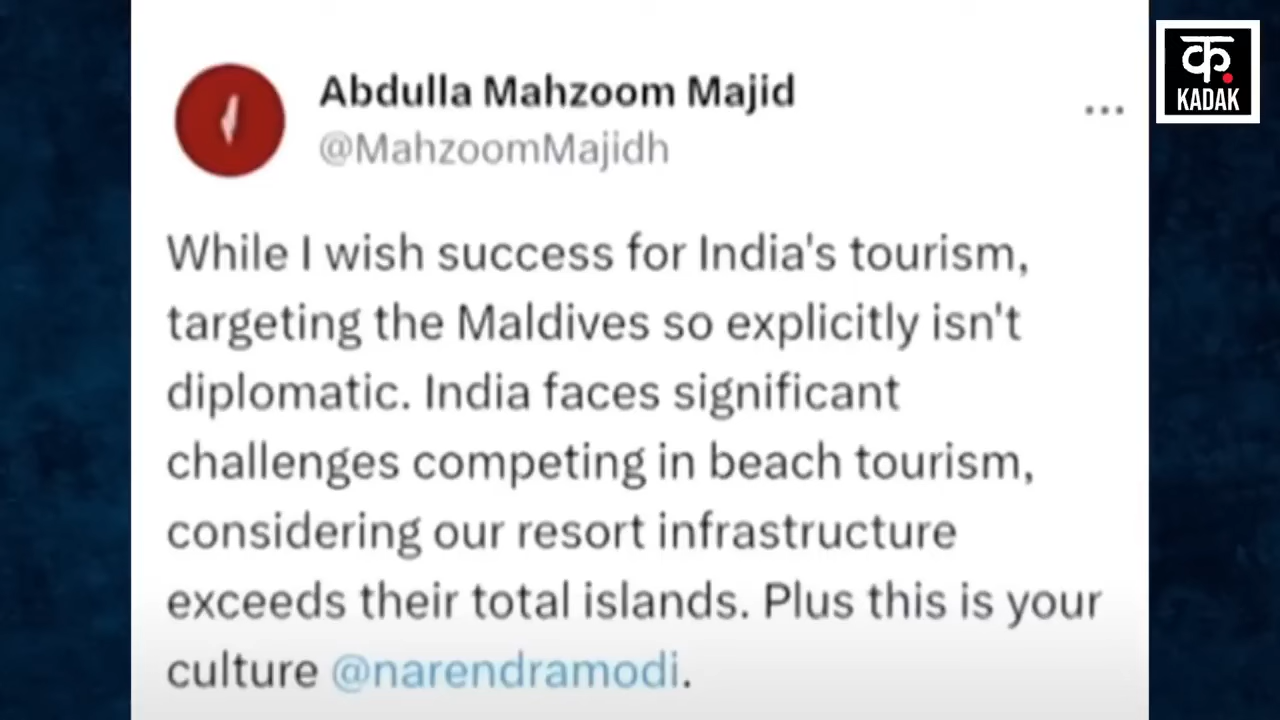 Abdulla Mahzoom Majid
@MahzoomMajidh
...
क.
KADAK
While I wish success for India's tourism,
targeting the Maldives so explicitly isn't
diplomatic. India faces significant
challenges competing in beach tourism,
considering our resort infrastructure
exceeds their total islands. Plus this is your
culture @narendramodi.